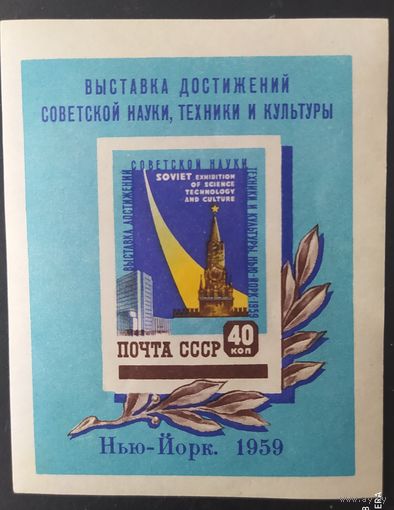 ВЫСТАВКА ДОСТИЖЕНИЙ
СОВЕТСКОЙ НАУКИ, ТЕХНИКИ И КУЛЬТУРЫ
ВЫСТАВКА ДОСТИЖЕНИЙ
СОВЕТСКОЙ НАУКИ
ТЕХНИКИ И КУЛЬТУРЫ НЬЮ-ЙОРК-1959
SOVIET EXHIBITION
OF SCIENCE
TECHNOLOGY
AND CULTURE
ПОЧТА СССР
40
КОП
Нью-Йорк. 1959